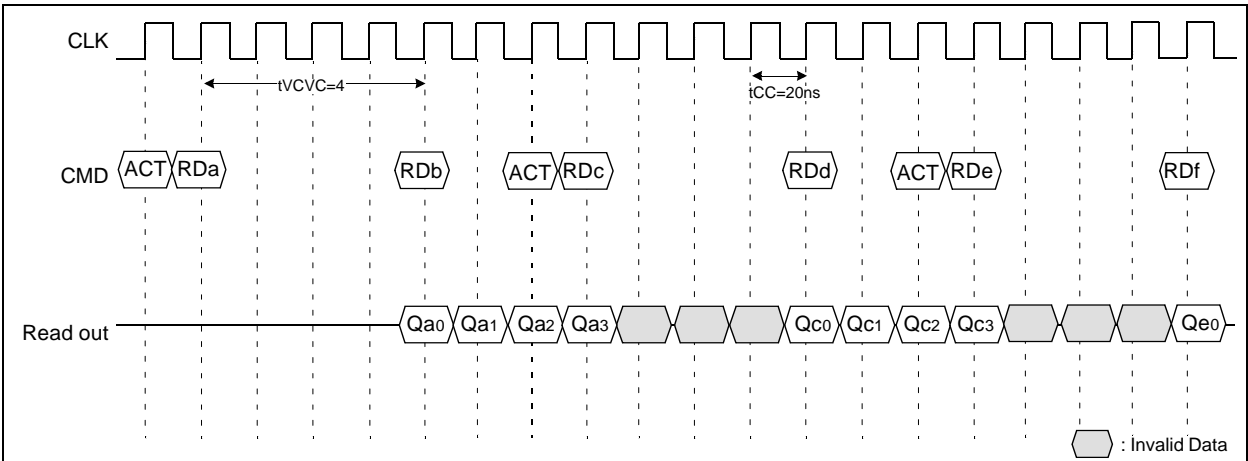 CLK
tVCVC=4
tCC=20ns
CMD ACT RDa RDb ACT RDc RDd ACT RDe RDf
Read out Qa0 Qa1 Qa2 Qa3 Qc0 Qc1 Qc2 Qc3 Qe0
: Invalid Data